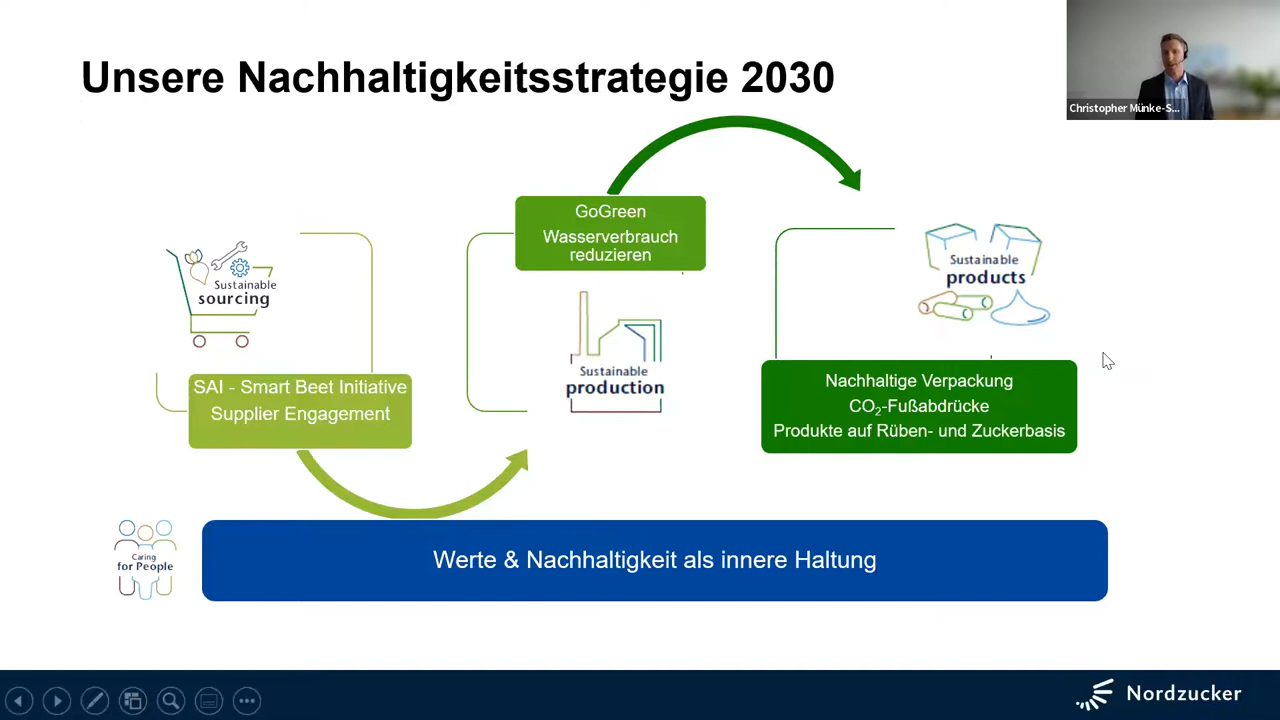 Unsere Nachhaltigkeitsstrategie 2030
Christopher Münke-S...
GoGreen
Wasserverbrauch
reduzieren
Sustainable
sourcing
SAI - Smart Beet Initiative
Supplier Engagement
Sustainable
production
Sustainable
products
Nachhaltige Verpackung
CO₂-Fußabdrücke
Produkte auf Rüben- und Zuckerbasis
Caring
for People
Werte & Nachhaltigkeit als innere Haltung
Nordzucker